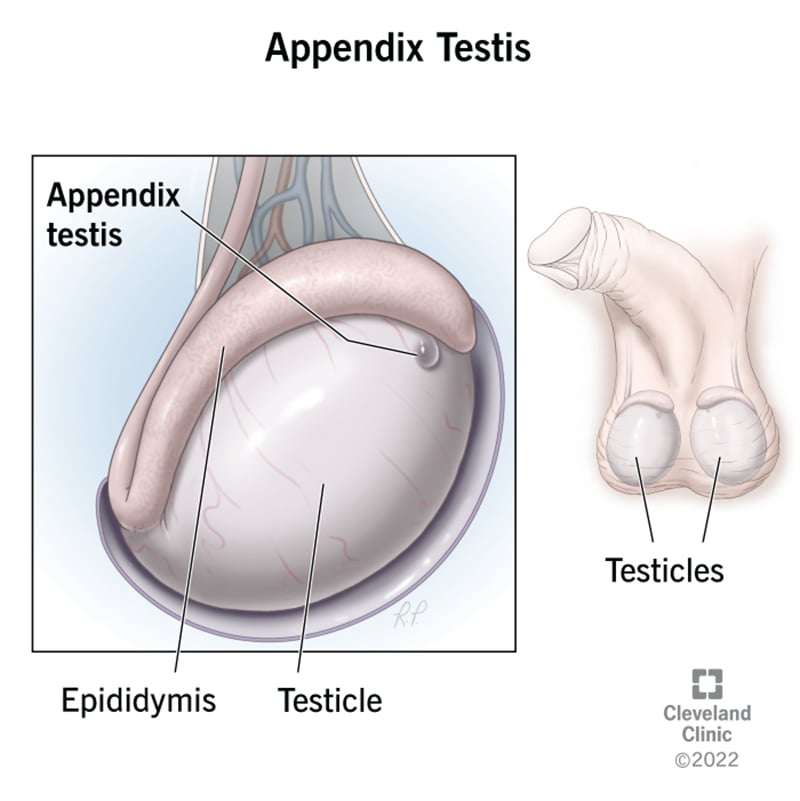 Appendix Testis
Appendix
testis
Epididymis
Testicle
Testicles
R.P.
Cleveland
Clinic
©2022